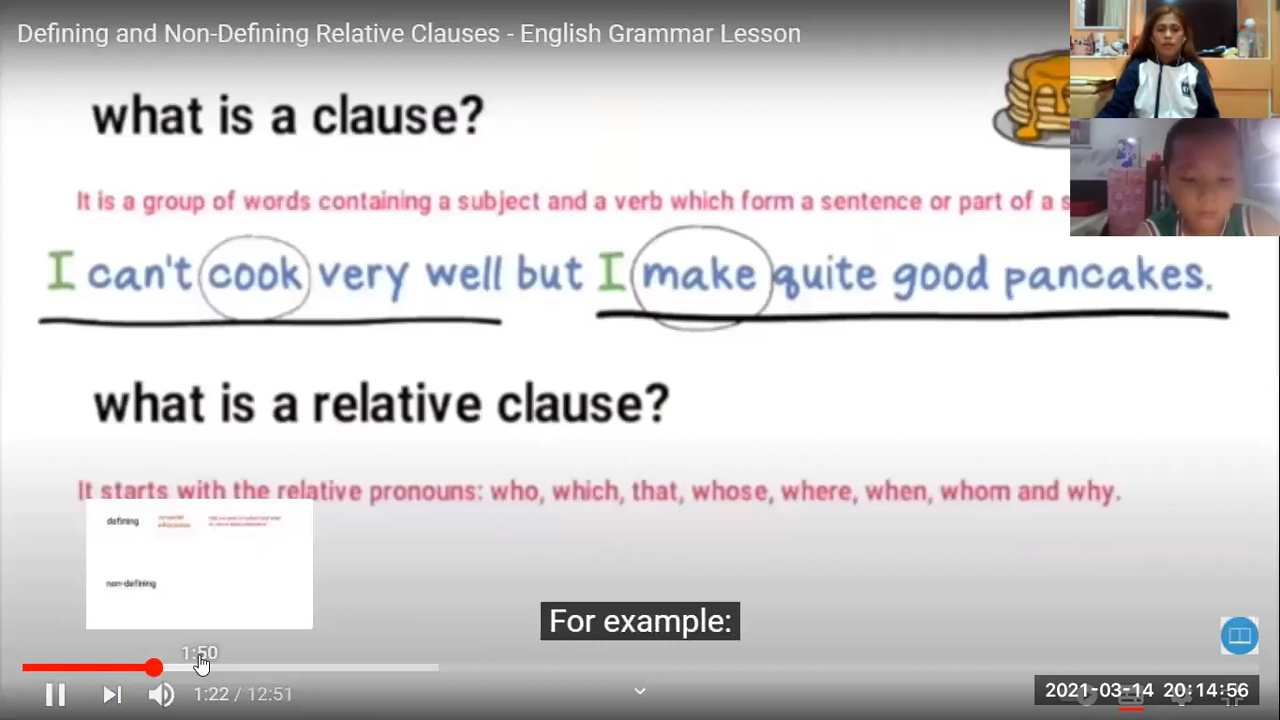 Defining and Non-Defining Relative Clauses - English Grammar Lesson
what is a clause?
It is a group of words containing a subject and a verb which form a sentence or part of a s
I can't cook very well but I make quite good pancakes.
what is a relative clause?
It starts with the relative pronouns: who, which, that, whose, where, when, whom and why.
defining
non-defining
For example:
1:50
1:22 / 12:51
2021-03-14 20:14:56